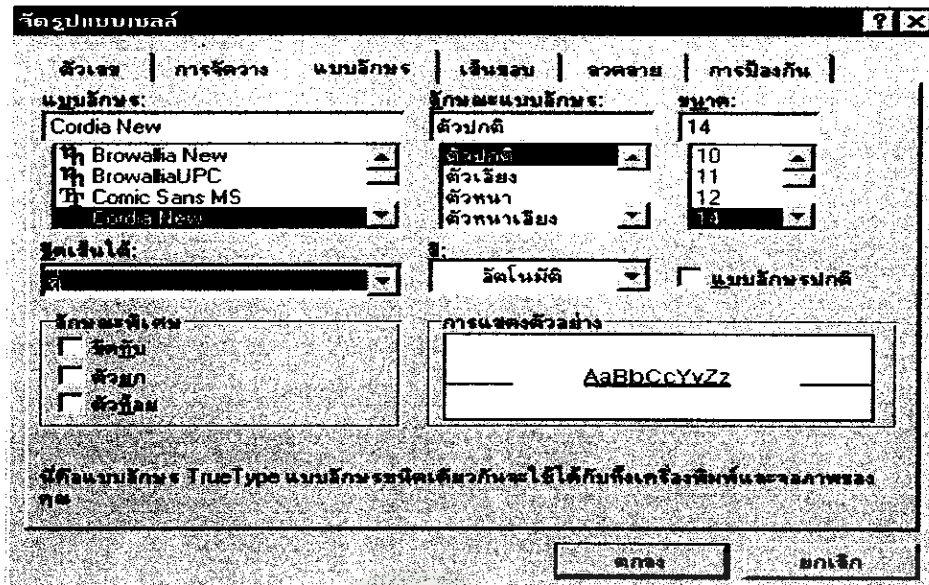 จัดรูปแบบเซลล์
ตัวเลข การจัดวาง แบบอักษร เส้นขอบ ลวดลาย การป้องกัน
แบบอักษร: ลักษณะแบบอักษร: ขนาด:
Cordia New ตัวปกติ 14
Browallia New ตัวปกติ 10
BrowalliaUPC ตัวเอียง 11
Comic Sans MS ตัวหนา 12
Cordia New ตัวหนาเอียง 14
ขีดเส้นใต้: สี:
อัตโนมัติ แบบอักษรปกติ
ลักษณะพิเศษ การแสดงตัวอย่าง
ขีดทับ
ตัวยก AaBbCcYyZz
ตัวห้อย
นี่คือแบบอักษร TrueType แบบอักษรชนิดเดียวกันจะใช้ได้กับทั้งเครื่องพิมพ์และจอภาพของ
คุณ
ตกลง ยกเลิก